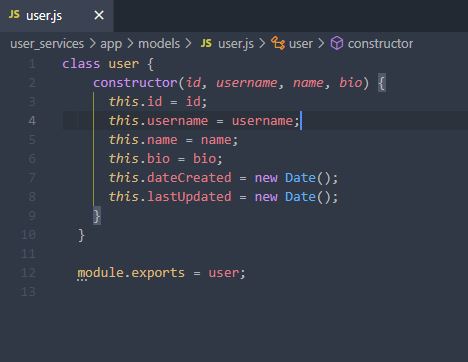 JS user.js ×
user_services > app > models > JS user.js > user > constructor
1 class user {
2 constructor(id, username, name, bio) {
3 this.id = id;
4 this.username = username;
5 this.name = name;
6 this.bio = bio;
7 this.dateCreated = new Date();
8 this.lastUpdated = new Date();
9 }
10 }
11
12 module.exports = user;
13